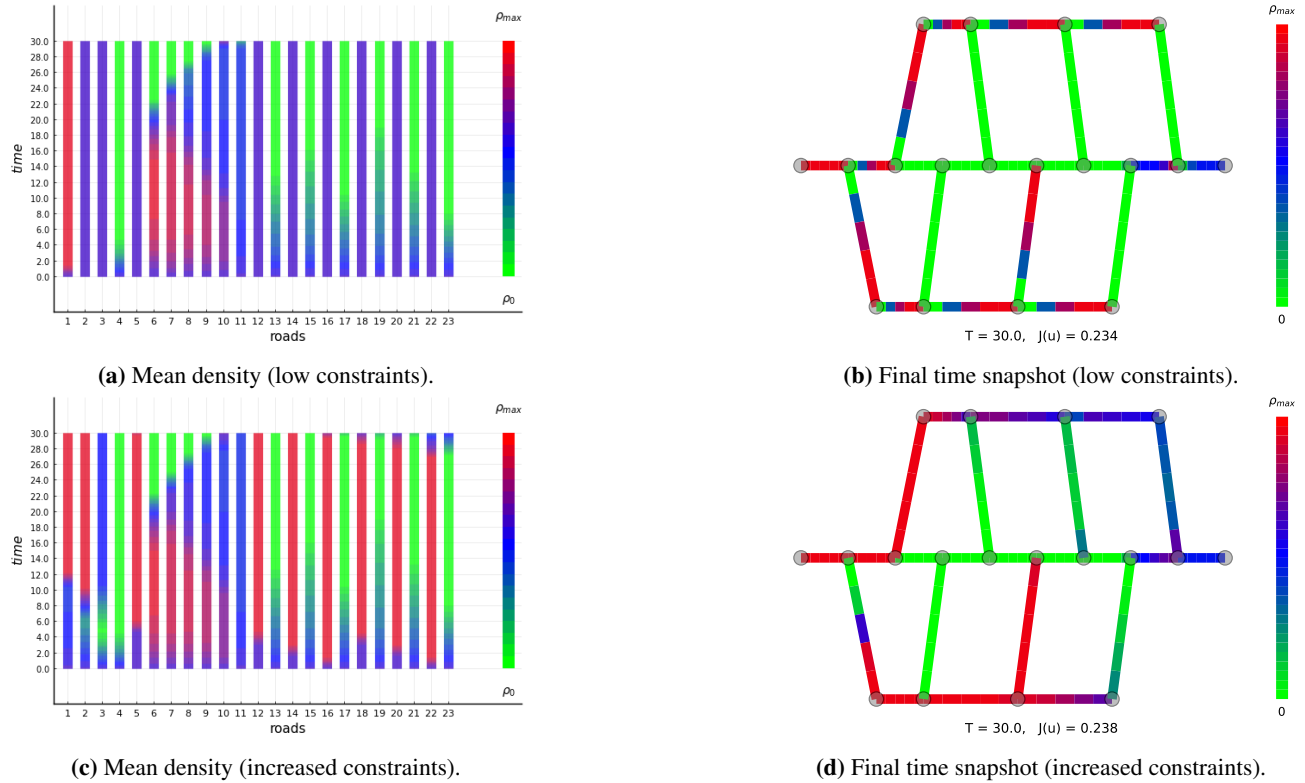 ρmax
30.0
28.0
26.0
24.0
22.0
20.0
18.0
16.0
14.0
12.0
10.0
8.0
6.0
4.0
2.0
0.0
time
ρ0
1 2 3 4 5 6 7 8 9 10 11 12 13 14 15 16 17 18 19 20 21 22 23
roads
(a) Mean density (low constraints).
ρmax
0
T = 30.0, J(u) = 0.234
(b) Final time snapshot (low constraints).
ρmax
30.0
28.0
26.0
24.0
22.0
20.0
18.0
16.0
14.0
12.0
10.0
8.0
6.0
4.0
2.0
0.0
time
ρ0
1 2 3 4 5 6 7 8 9 10 11 12 13 14 15 16 17 18 19 20 21 22 23
roads
(c) Mean density (increased constraints).
ρmax
0
T = 30.0, J(u) = 0.238
(d) Final time snapshot (increased constraints).